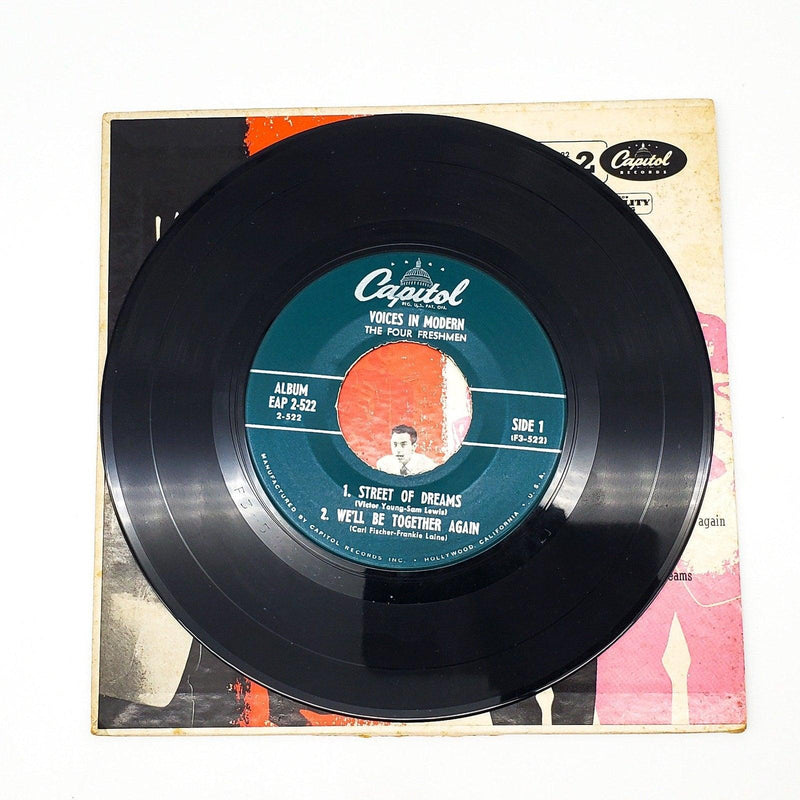 2
Capitol
RECORDS
LITY
Capitol
REG. U.S. PAT. OFF.
VOICES IN MODERN
THE FOUR FRESHMEN
ALBUM
EAP 2-522
2-522
SIDE 1
(F3-522)
1. STREET OF DREAMS
(Victor Young-Sam Lewis)
2. WE'LL BE TOGETHER AGAIN
(Carl Fischer-Frankie Laine)
MANUFACTURED BY CAPITOL RECORDS INC. • HOLLYWOOD, CALIFORNIA • U.S.A.
again
eams